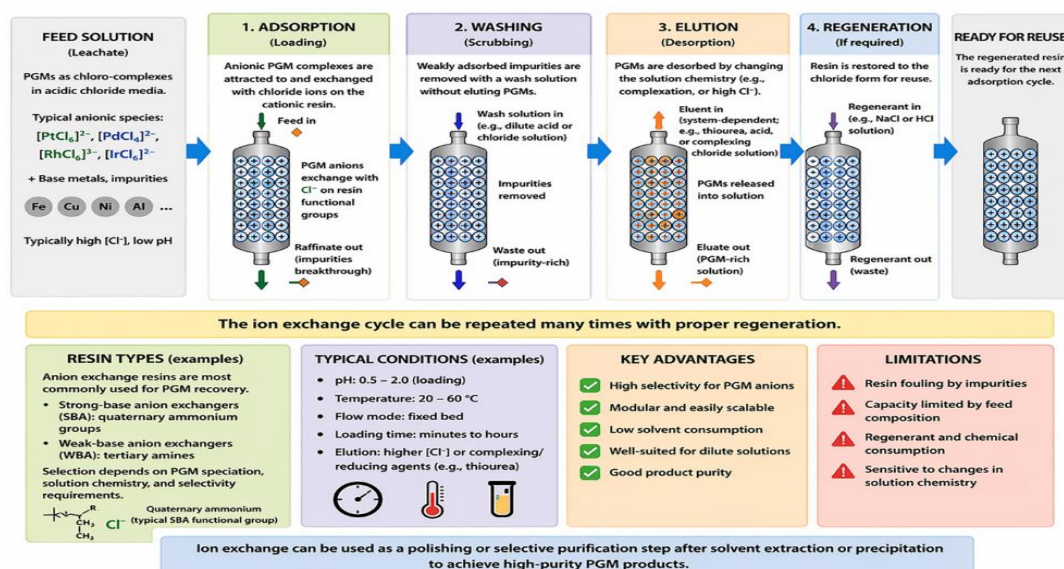 FEED SOLUTION
(Leachate)
PGMs as chloro-complexes
in acidic chloride media.
Typical anionic species:
[PtCl₆]²⁻, [PdCl₄]²⁻,
[RhCl₆]³⁻, [IrCl₆]²⁻
+ Base metals, impurities
Fe Cu Ni Al ...
Typically high [Cl⁻], low pH
1. ADSORPTION
(Loading)
Anionic PGM complexes are
attracted to and exchanged
with chloride ions on the
cationic resin.
Feed in
PGM anions
exchange with
Cl⁻ on resin
functional
groups
Raffinate out
(impurities
breakthrough)
2. WASHING
(Scrubbing)
Weakly adsorbed impurities are
removed with a wash solution
without eluting PGMs.
Wash solution in
(e.g., dilute acid or
chloride solution)
Impurities
removed
Waste out
(impurity-rich)
3. ELUTION
(Desorption)
PGMs are desorbed by changing
the solution chemistry (e.g.,
complexation, or high Cl⁻).
Eluent in
(system-dependent;
e.g., thiourea, acid,
or complexing
chloride solution)
PGMs released
into solution
Eluate out
(PGM-rich
solution)
4. REGENERATION
(If required)
Resin is restored to the
chloride form for reuse.
Regenerant in
(e.g., NaCl or HCl
solution)
Regenerant out
(waste)
READY FOR REUSE
The regenerated resin
is ready for the next
adsorption cycle.
The ion exchange cycle can be repeated many times with proper regeneration.
RESIN TYPES (examples)
Anion exchange resins are most
commonly used for PGM recovery.
• Strong-base anion exchangers
(SBA): quaternary ammonium
groups
• Weak-base anion exchangers
(WBA): tertiary amines
Selection depends on PGM speciation,
solution chemistry, and selectivity
requirements.
R
CH₃
CH₃
Cl⁻
Quaternary ammonium
(typical SBA functional group)
TYPICAL CONDITIONS (examples)
• pH: 0.5 – 2.0 (loading)
• Temperature: 20 – 60 °C
• Flow mode: fixed bed
• Loading time: minutes to hours
• Elution: higher [Cl⁻] or complexing/
reducing agents (e.g., thiourea)
KEY ADVANTAGES
High selectivity for PGM anions
Modular and easily scalable
Low solvent consumption
Well-suited for dilute solutions
Good product purity
LIMITATIONS
Resin fouling by impurities
Capacity limited by feed
composition
Regenerant and chemical
consumption
Sensitive to changes in
solution chemistry
Ion exchange can be used as a polishing or selective purification step after solvent extraction or precipitation
to achieve high-purity PGM products.